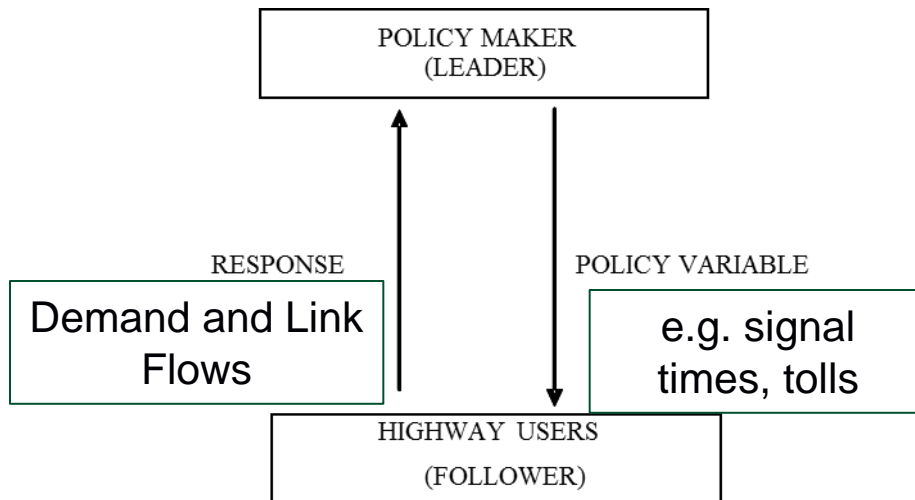 POLICY MAKER
(LEADER)
RESPONSE
POLICY VARIABLE
Demand and Link
Flows
e.g. signal
times, tolls
HIGHWAY USERS
(FOLLOWER)